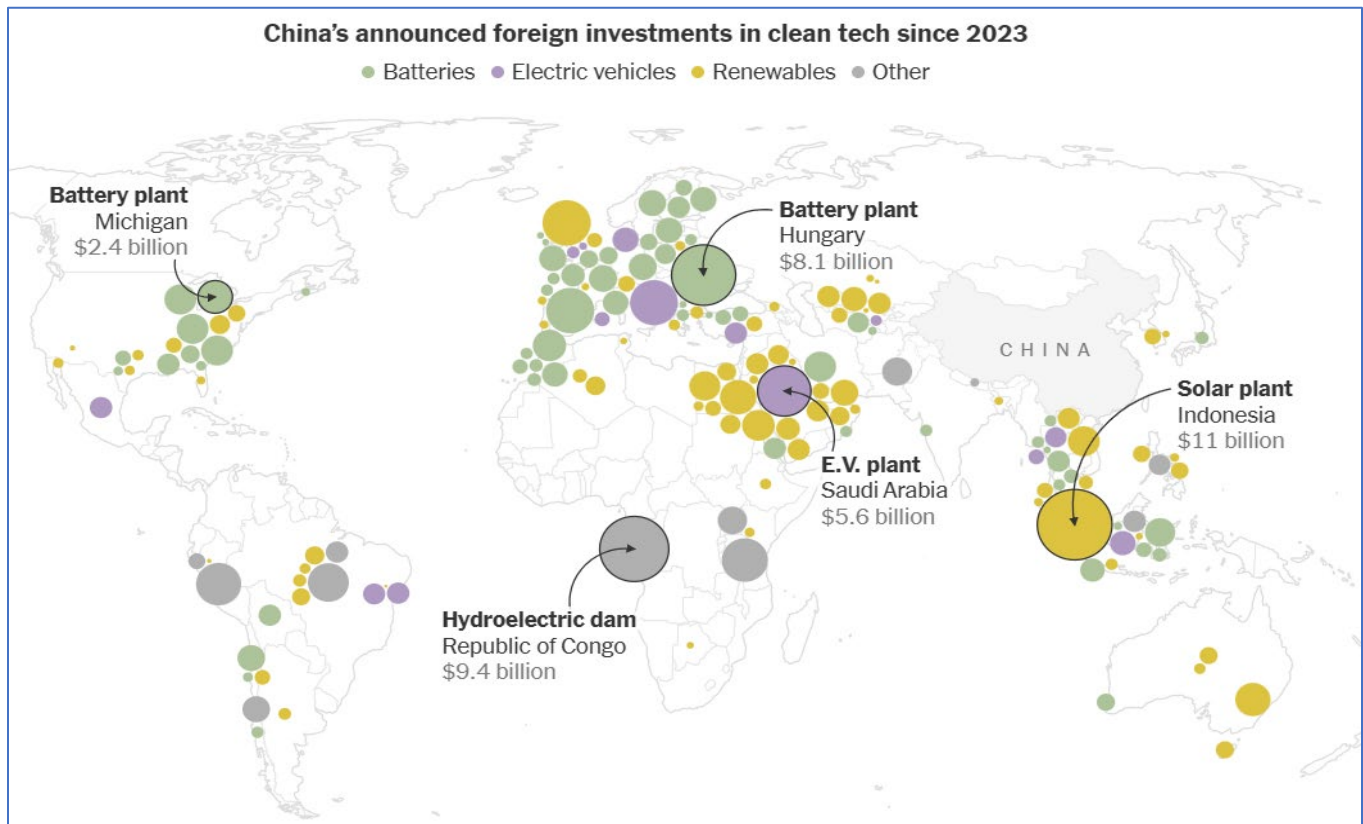 China's announced foreign investments in clean tech since 2023
Batteries Electric vehicles Renewables Other
Battery plant
Michigan
$2.4 billion
Battery plant
Hungary
$8.1 billion
CHINA
Solar plant
Indonesia
$11 billion
E.V. plant
Saudi Arabia
$5.6 billion
Hydroelectric dam
Republic of Congo
$9.4 billion